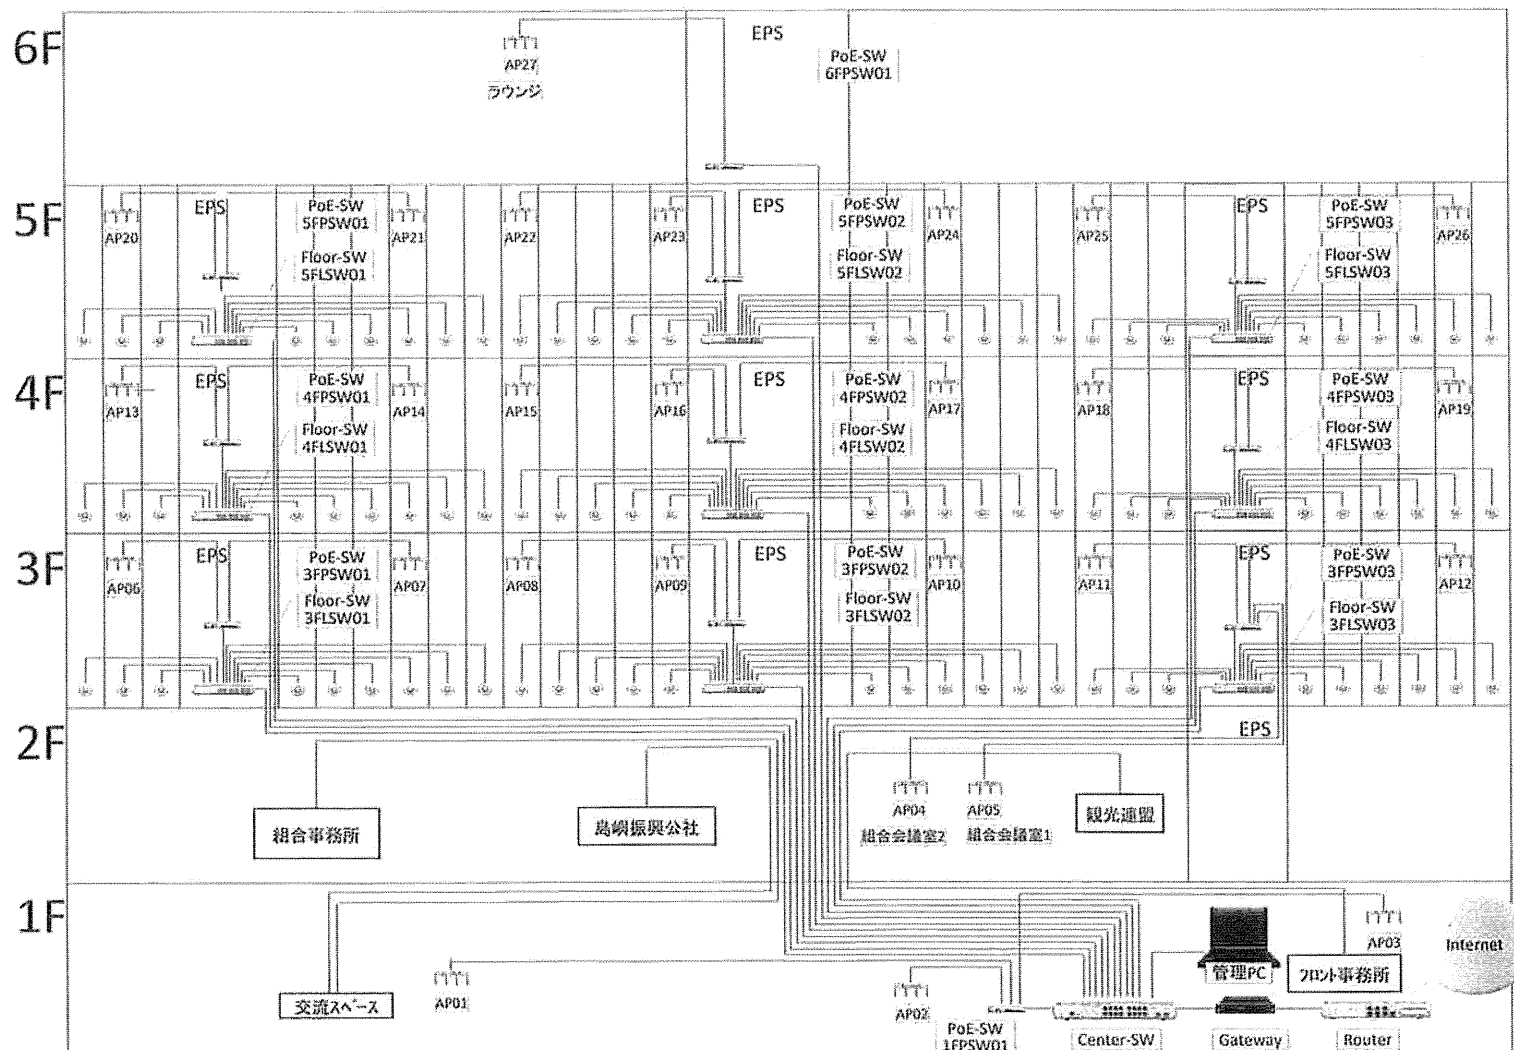 6F
EPS
PoE-SW
6FPSW01
AP27
ラウンジ
5F
AP20
EPS
PoE-SW
5FPSW01
AP21
AP22
AP23
EPS
PoE-SW
5FPSW02
AP24
AP25
EPS
PoE-SW
5FPSW03
AP26
Floor-SW
5FLSW01
Floor-SW
5FLSW02
Floor-SW
5FLSW03
4F
AP13
EPS
PoE-SW
4FPSW01
AP14
AP15
AP16
EPS
PoE-SW
4FPSW02
AP17
AP18
EPS
PoE-SW
4FPSW03
AP19
Floor-SW
4FLSW01
Floor-SW
4FLSW02
Floor-SW
4FLSW03
3F
AP06
EPS
PoE-SW
3FPSW01
AP07
AP08
AP09
EPS
PoE-SW
3FPSW02
AP10
AP11
EPS
PoE-SW
3FPSW03
AP12
Floor-SW
3FLSW01
Floor-SW
3FLSW02
Floor-SW
3FLSW03
2F
EPS
組合事務所
島嶼振興公社
AP04
組合会議室2
AP05
組合会議室1
観光連盟
1F
交流スペース
AP01
AP02
PoE-SW
1FPSW01
Center-SW
管理PC
Gateway
フロント事務所
AP03
Router
Internet